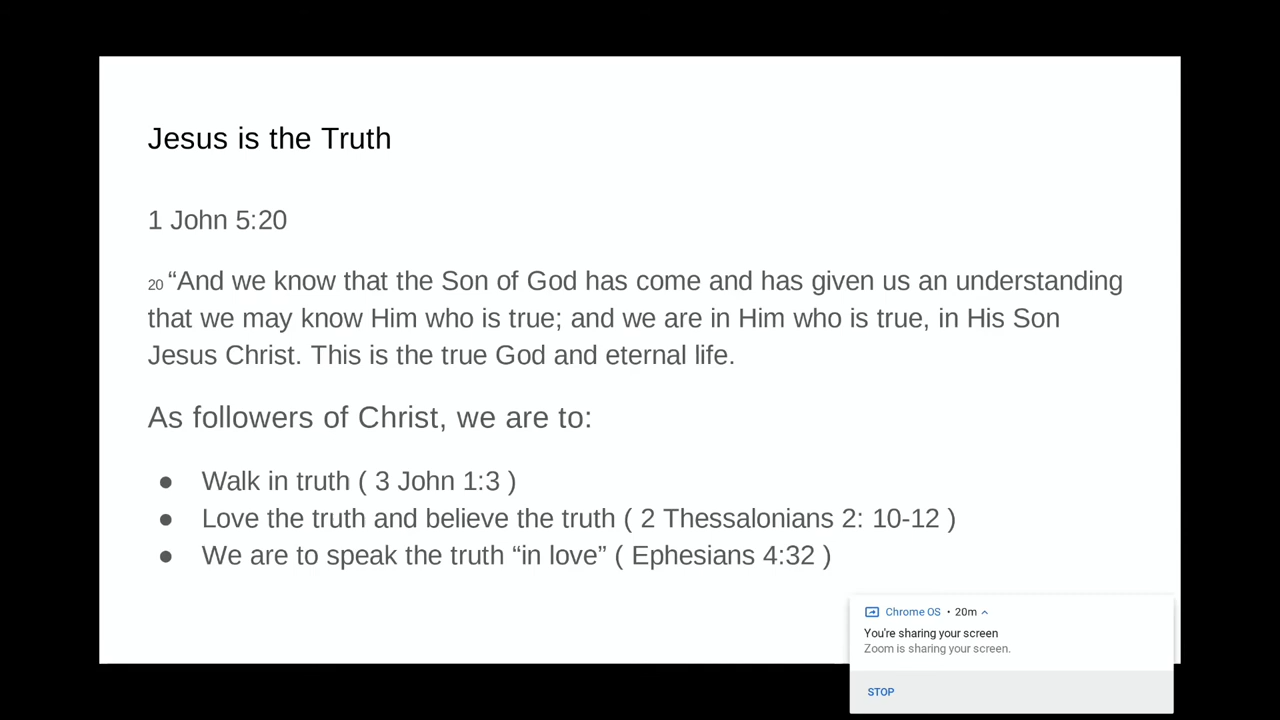 Jesus is the Truth
1 John 5:20
20 “And we know that the Son of God has come and has given us an understanding
that we may know Him who is true; and we are in Him who is true, in His Son
Jesus Christ. This is the true God and eternal life.
As followers of Christ, we are to:
● Walk in truth ( 3 John 1:3 )
● Love the truth and believe the truth ( 2 Thessalonians 2: 10-12 )
● We are to speak the truth “in love” ( Ephesians 4:32 )
Chrome OS • 20m
You're sharing your screen
Zoom is sharing your screen.
STOP